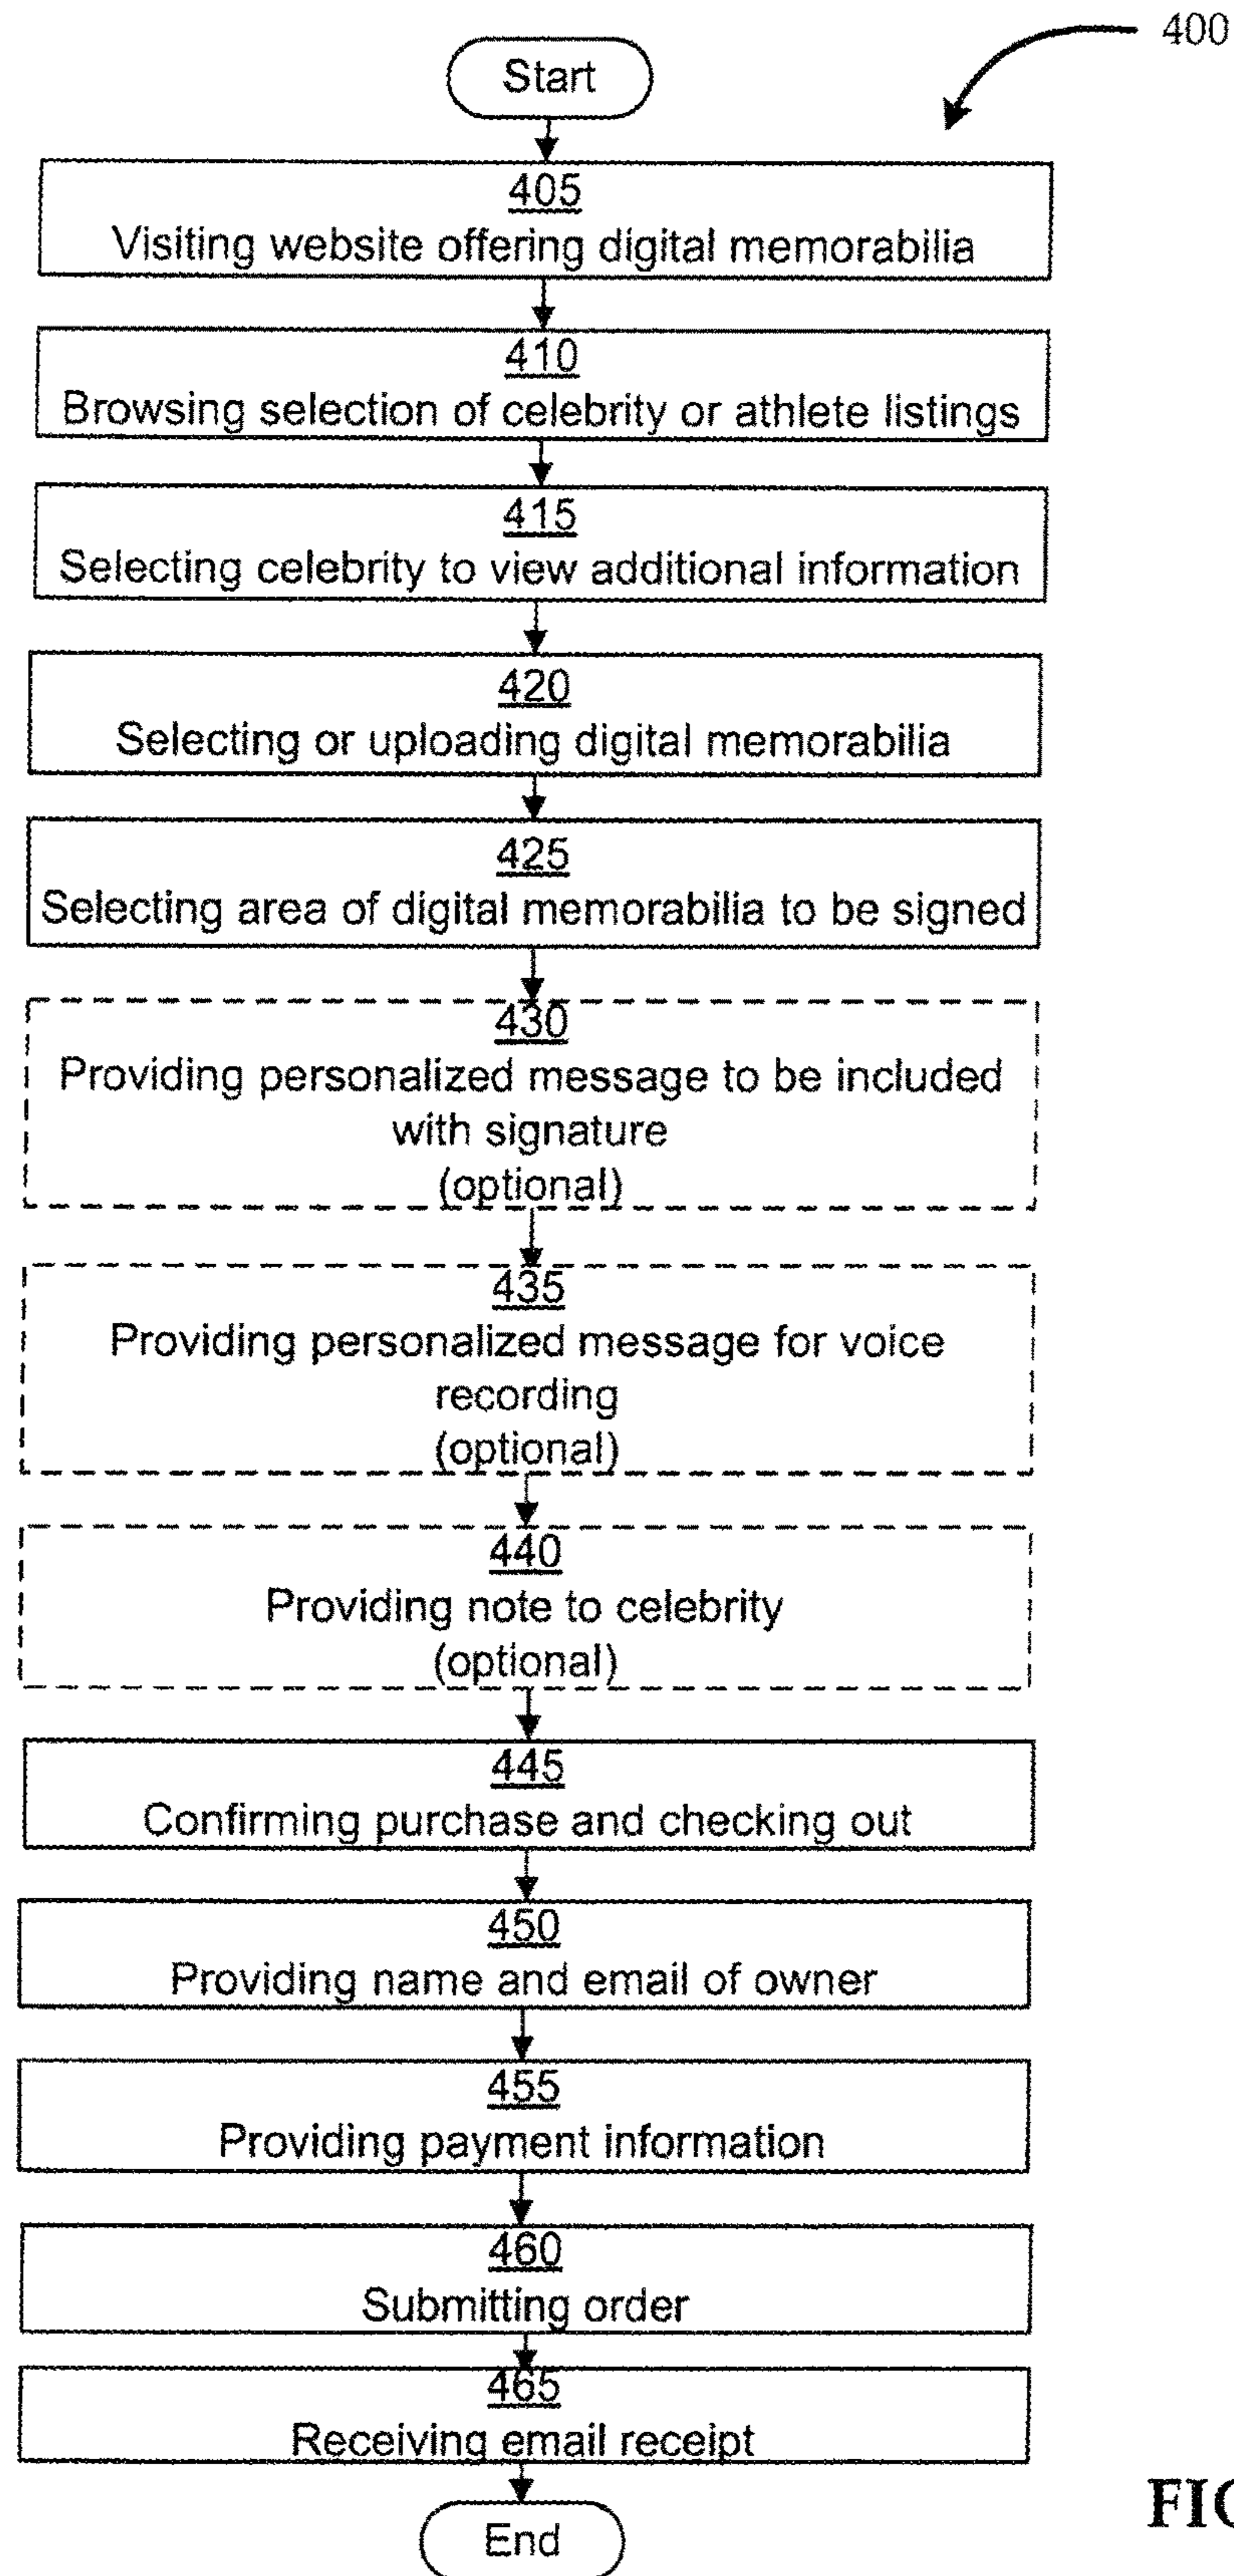 400
Start
405
Visiting website offering digital memorabilia
410
Browsing selection of celebrity or athlete listings
415
Selecting celebrity to view additional information
420
Selecting or uploading digital memorabilia
425
Selecting area of digital memorabilia to be signed
430
Providing personalized message to be included
with signature
(optional)
435
Providing personalized message for voice
recording
(optional)
440
Providing note to celebrity
(optional)
445
Confirming purchase and checking out
450
Providing name and email of owner
455
Providing payment information
460
Submitting order
465
Receiving email receipt
End